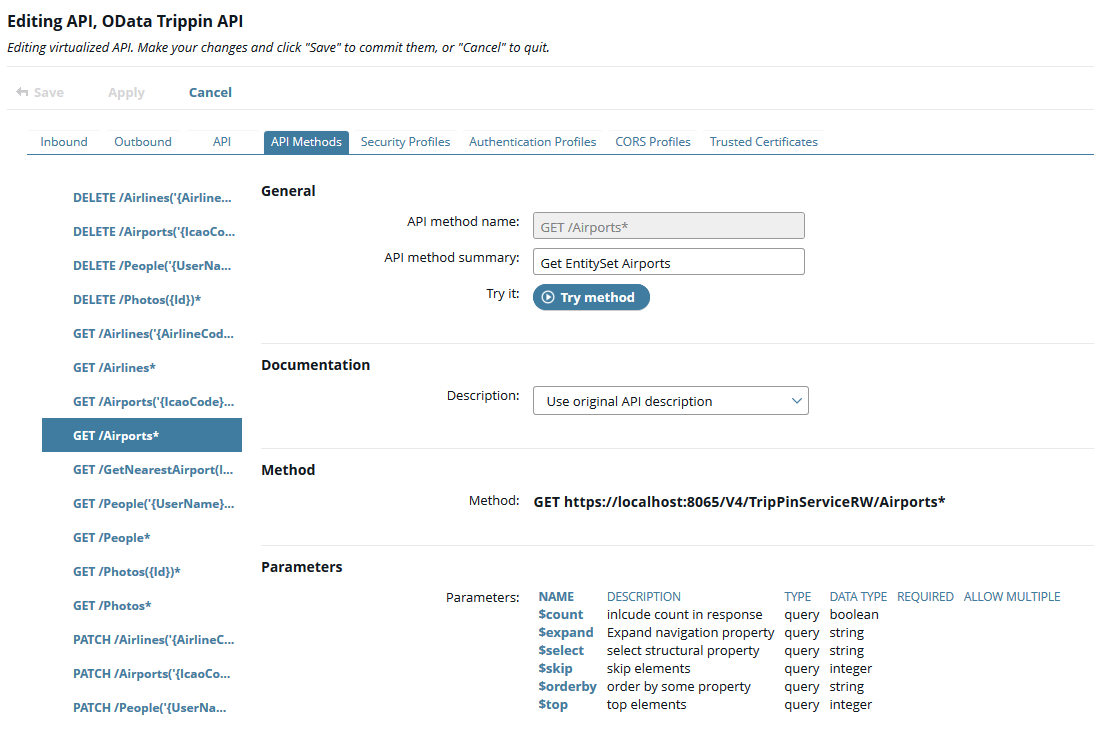 Editing API, OData Trippin API
Editing virtualized API. Make your changes and click "Save" to commit them, or "Cancel" to quit.
Save Apply Cancel
Inbound Outbound API API Methods Security Profiles Authentication Profiles CORS Profiles Trusted Certificates
DELETE /Airlines('{Airline...
DELETE /Airports('{IcaoCo...
DELETE /People('{UserNa...
DELETE /Photos({Id})*
GET /Airlines('{AirlineCod...
GET /Airlines*
GET /Airports('{IcaoCode}...
GET /Airports*
GET /GetNearestAirport(l...
GET /People('{UserName}...
GET /People*
GET /Photos({Id})*
GET /Photos*
PATCH /Airlines('{AirlineC...
PATCH /Airports('{IcaoCo...
PATCH /People('{UserNa...
General
API method name: GET /Airports*
API method summary: Get EntitySet Airports
Try it: Try method
Documentation
Description: Use original API description
Method
Method: GET https://localhost:8065/V4/TripPinServiceRW/Airports*
Parameters
Parameters: NAME DESCRIPTION TYPE DATA TYPE REQUIRED ALLOW MULTIPLE
$count inlcude count in response query boolean
$expand Expand navigation property query string
$select select structural property query string
$skip skip elements query integer
$orderby order by some property query string
$top top elements query integer